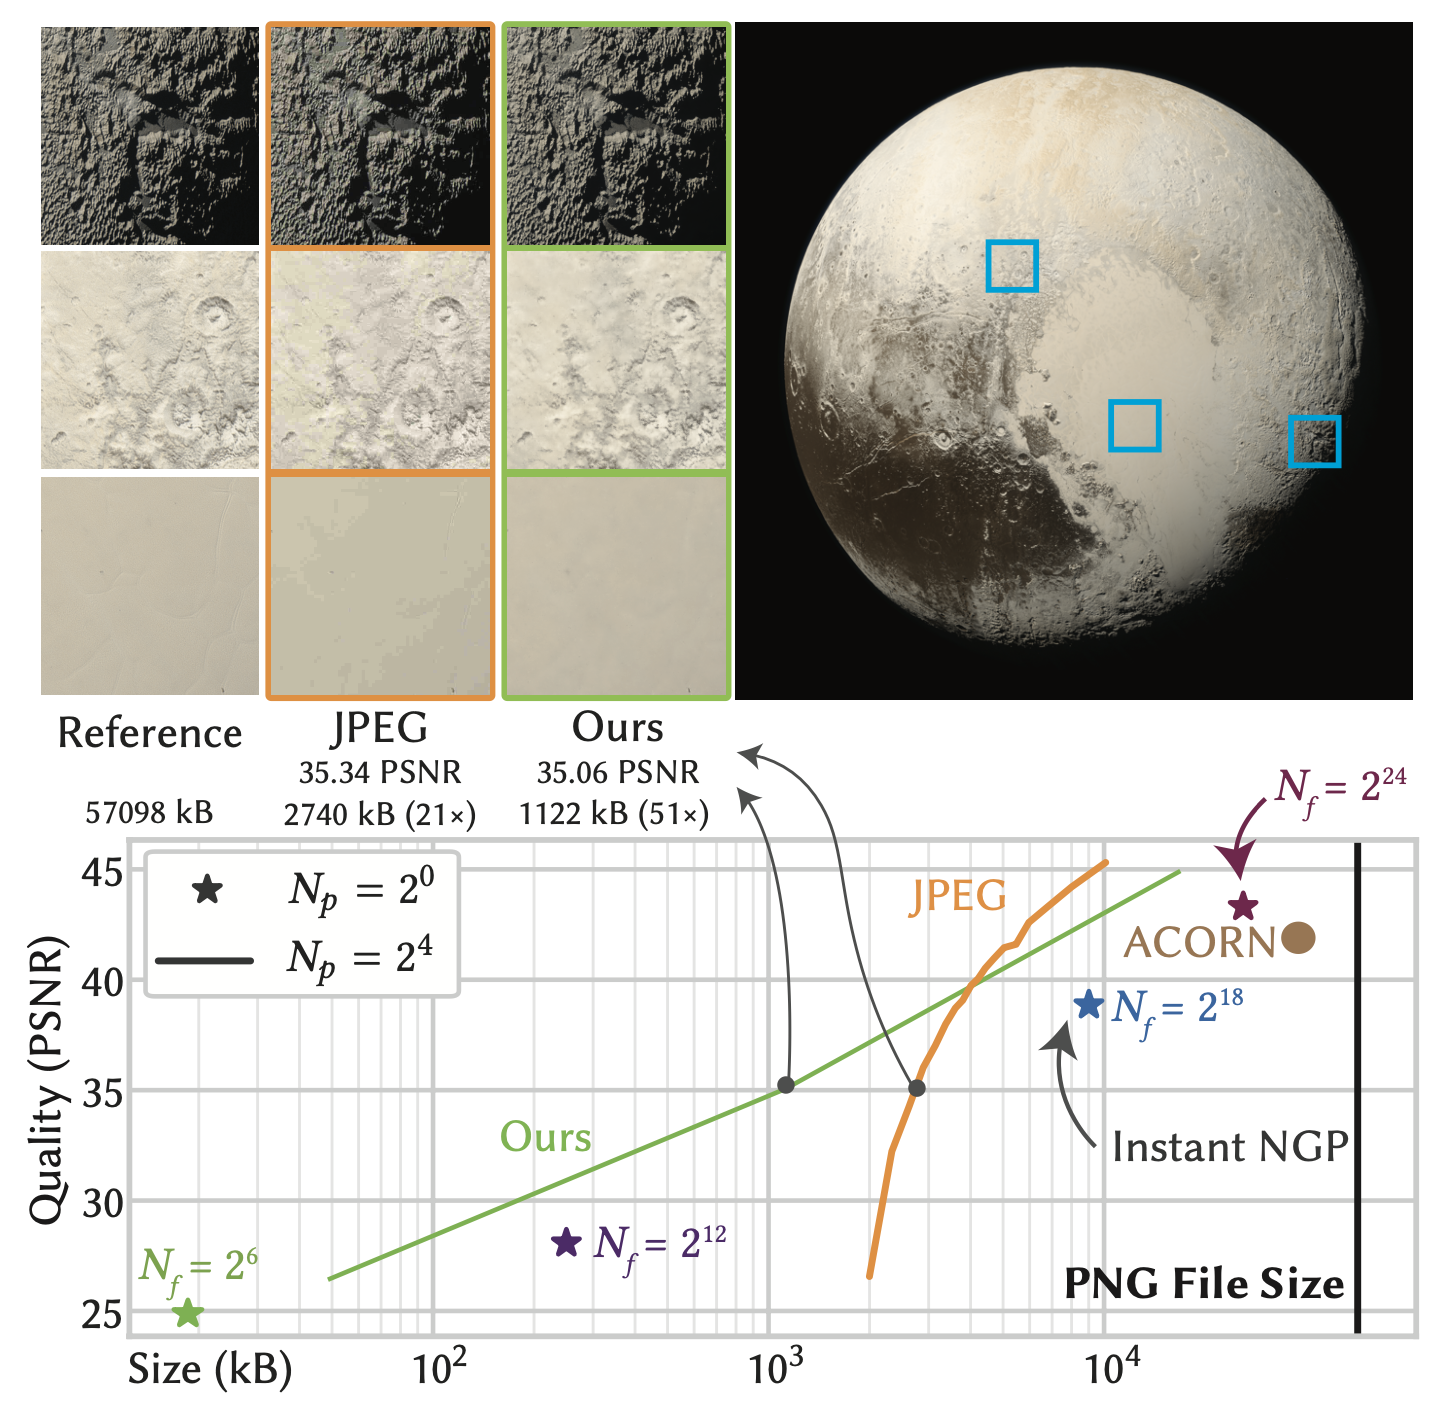 Reference
JPEG
Ours
35.34 PSNR
35.06 PSNR
57098 kB
2740 kB (21×)
1122 kB (51×)
N_f = 2^24
45
40
35
30
25
Quality (PSNR)
N_p = 2^0
N_p = 2^4
JPEG
ACORN
N_f = 2^18
Ours
Instant NGP
N_f = 2^12
N_f = 2^6
PNG File Size
Size (kB)
10^2
10^3
10^4